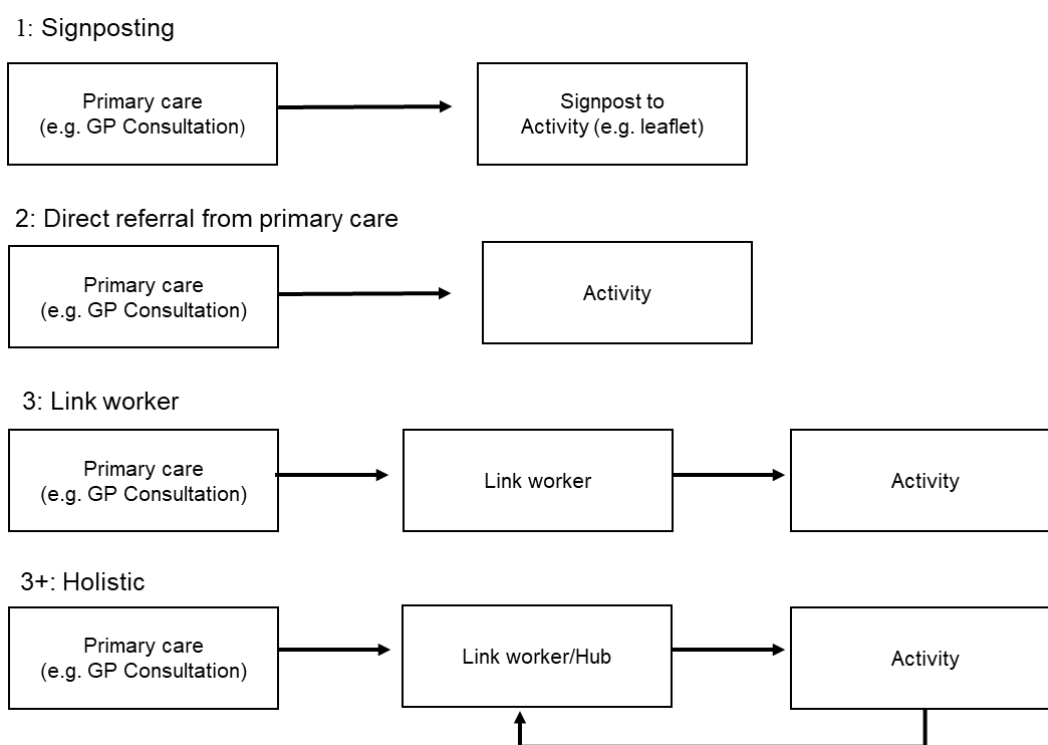 1: Signposting
Primary care
(e.g. GP Consultation)
Signpost to
Activity (e.g. leaflet)
2: Direct referral from primary care
Primary care
(e.g. GP Consultation)
Activity
3: Link worker
Primary care
(e.g. GP Consultation)
Link worker
Activity
3+: Holistic
Primary care
(e.g. GP Consultation)
Link worker/Hub
Activity